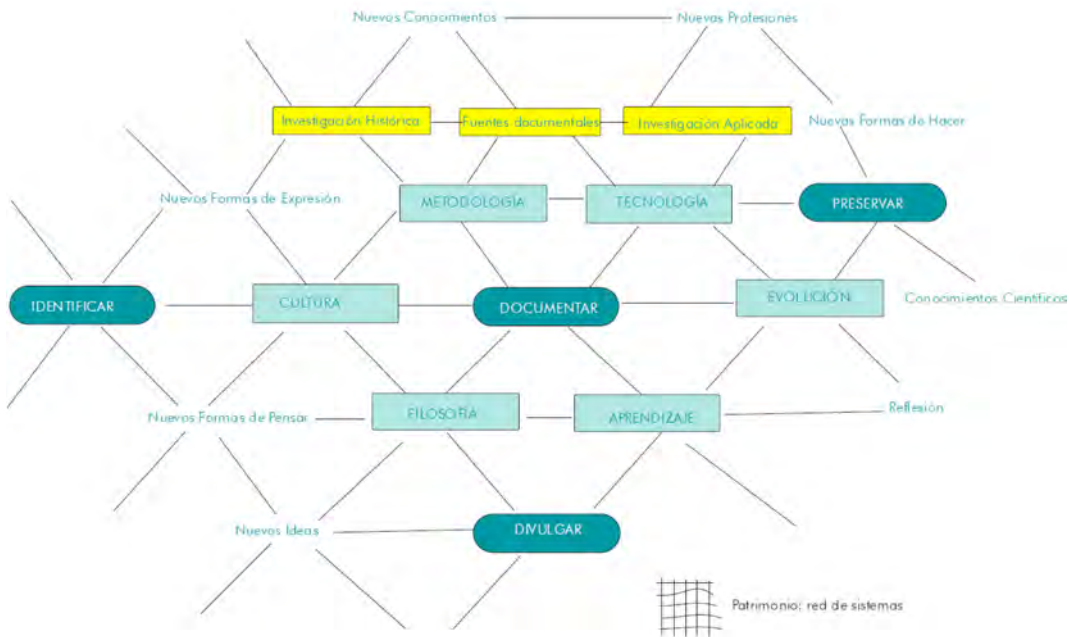 Nuevos Conocimientos
Nuevas Profesiones
Investigación Histórica
Fuentes documentales
Investigación Aplicada
Nuevas Formas de Hacer
Nuevas Formas de Expresión
METODOLOGÍA
TECNOLOGÍA
PRESERVAR
IDENTIFICAR
CULTURA
DOCUMENTAR
EVOLUCIÓN
Conocimientos Científicos
Nuevas Formas de Pensar
FILOSOFÍA
APRENDIZAJE
Reflexión
Nuevas Ideas
DIVULGAR
Patrimonio: red de sistemas